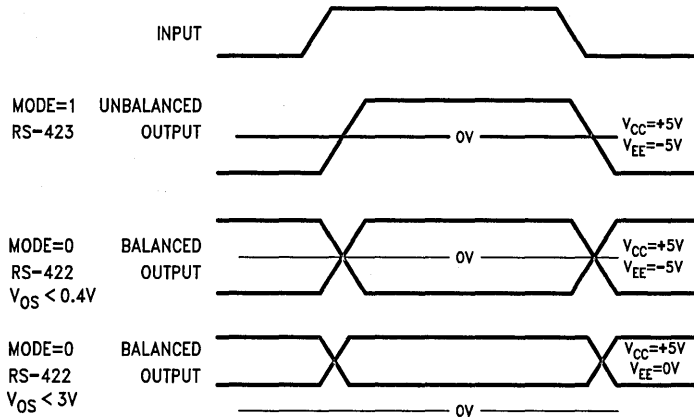 INPUT
MODE=1 UNBALANCED
RS-423 OUTPUT
0V
VCC=+5V
VEE=-5V
MODE=0 BALANCED
RS-422 OUTPUT
VOS<0.4V
0V
VCC=+5V
VEE=-5V
MODE=0 BALANCED
RS-422 OUTPUT
VOS<3V
VCC=+5V
VEE=0V
0V